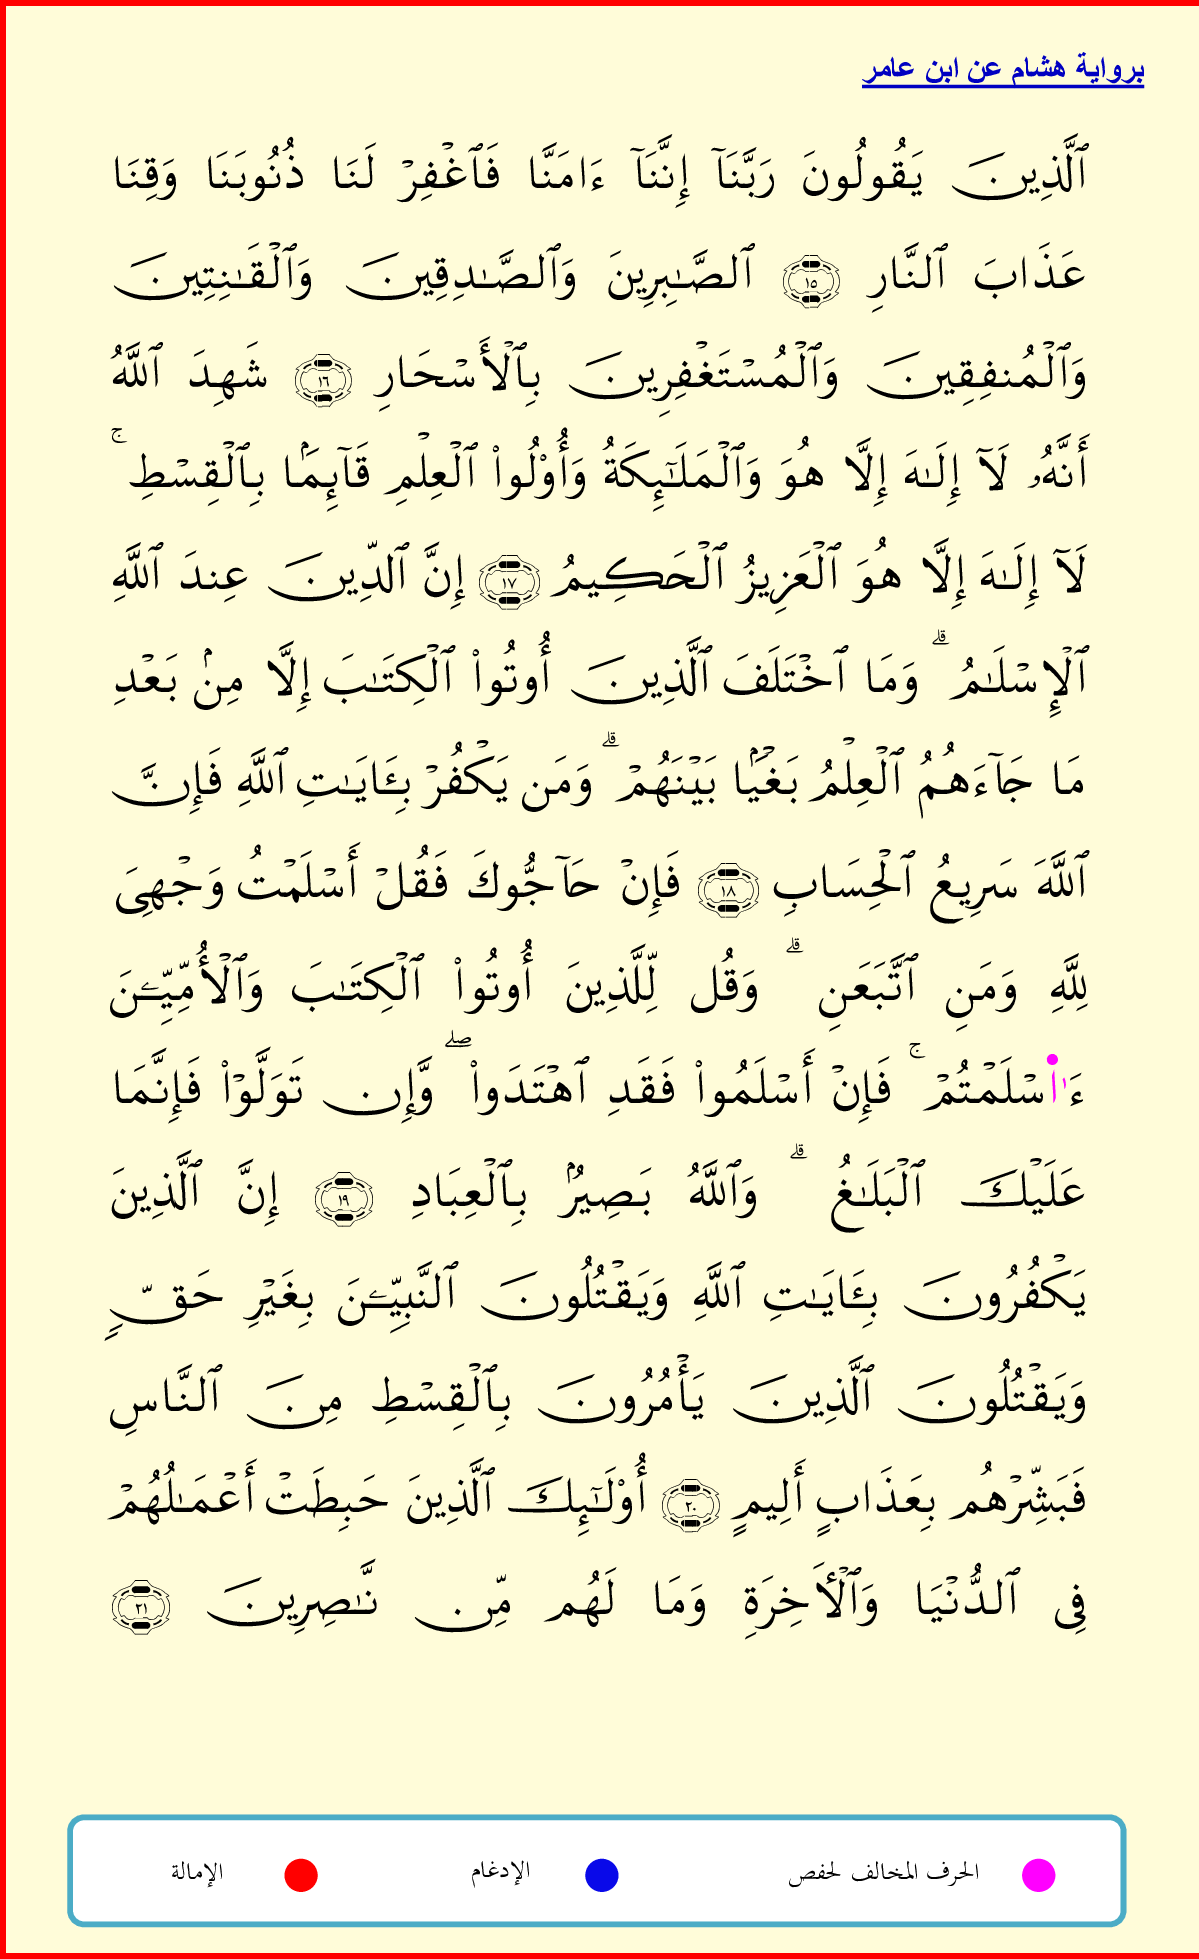 برواية هشام عن ابن عامر
ٱلَّذِينَ يَقُولُونَ رَبَّنَآ إِنَّنَآ ءَامَنَّا فَٱغْفِرْ لَنَا ذُنُوبَنَا وَقِنَا
عَذَابَ ٱلنَّارِ ١٥ ٱلصَّٰبِرِينَ وَٱلصَّٰدِقِينَ وَٱلْقَٰنِتِينَ
وَٱلْمُنفِقِينَ وَٱلْمُسْتَغْفِرِينَ بِٱلْأَسْحَارِ ١٦ شَهِدَ ٱللَّهُ
أَنَّهُۥ لَآ إِلَٰهَ إِلَّا هُوَ وَٱلْمَلَٰٓئِكَةُ وَأُو۟لُوا۟ ٱلْعِلْمِ قَآئِمَۢا بِٱلْقِسْطِ ۚ
لَآ إِلَٰهَ إِلَّا هُوَ ٱلْعَزِيزُ ٱلْحَكِيمُ ١٧ إِنَّ ٱلدِّينَ عِندَ ٱللَّهِ
ٱلْإِسْلَٰمُ ۗ وَمَا ٱخْتَلَفَ ٱلَّذِينَ أُوتُوا۟ ٱلْكِتَٰبَ إِلَّا مِنۢ بَعْدِ
مَا جَآءَهُمُ ٱلْعِلْمُ بَغْيَۢا بَيْنَهُمْ ۗ وَمَن يَكْفُرْ بِـَٔايَٰتِ ٱللَّهِ فَإِنَّ
ٱللَّهَ سَرِيعُ ٱلْحِسَابِ ١٨ فَإِنْ حَآجُّوكَ فَقُلْ أَسْلَمْتُ وَجْهِىَ
لِلَّهِ وَمَنِ ٱتَّبَعَنِ ۗ وَقُل لِّلَّذِينَ أُوتُوا۟ ٱلْكِتَٰبَ وَٱلْأُمِّيِّـۧنَ
ءَٰا۬سْلَمْتُمْ ۚ فَإِنْ أَسْلَمُوا۟ فَقَدِ ٱهْتَدَوا۟ ۖ وَّإِن تَوَلَّوْا۟ فَإِنَّمَا
عَلَيْكَ ٱلْبَلَٰغُ ۗ وَٱللَّهُ بَصِيرٌۢ بِٱلْعِبَادِ ١٩ إِنَّ ٱلَّذِينَ
يَكْفُرُونَ بِـَٔايَٰتِ ٱللَّهِ وَيَقْتُلُونَ ٱلنَّبِيِّـۧنَ بِغَيْرِ حَقٍّ
وَيَقْتُلُونَ ٱلَّذِينَ يَأْمُرُونَ بِٱلْقِسْطِ مِنَ ٱلنَّاسِ
فَبَشِّرْهُم بِعَذَابٍ أَلِيمٍ ٢٠ أُو۟لَٰٓئِكَ ٱلَّذِينَ حَبِطَتْ أَعْمَٰلُهُمْ
فِى ٱلدُّنْيَا وَٱلْأَخِرَةِ وَمَا لَهُم مِّن نَّٰصِرِينَ ٢١
الحرف المخالف لحفص الإدغام الإمالة